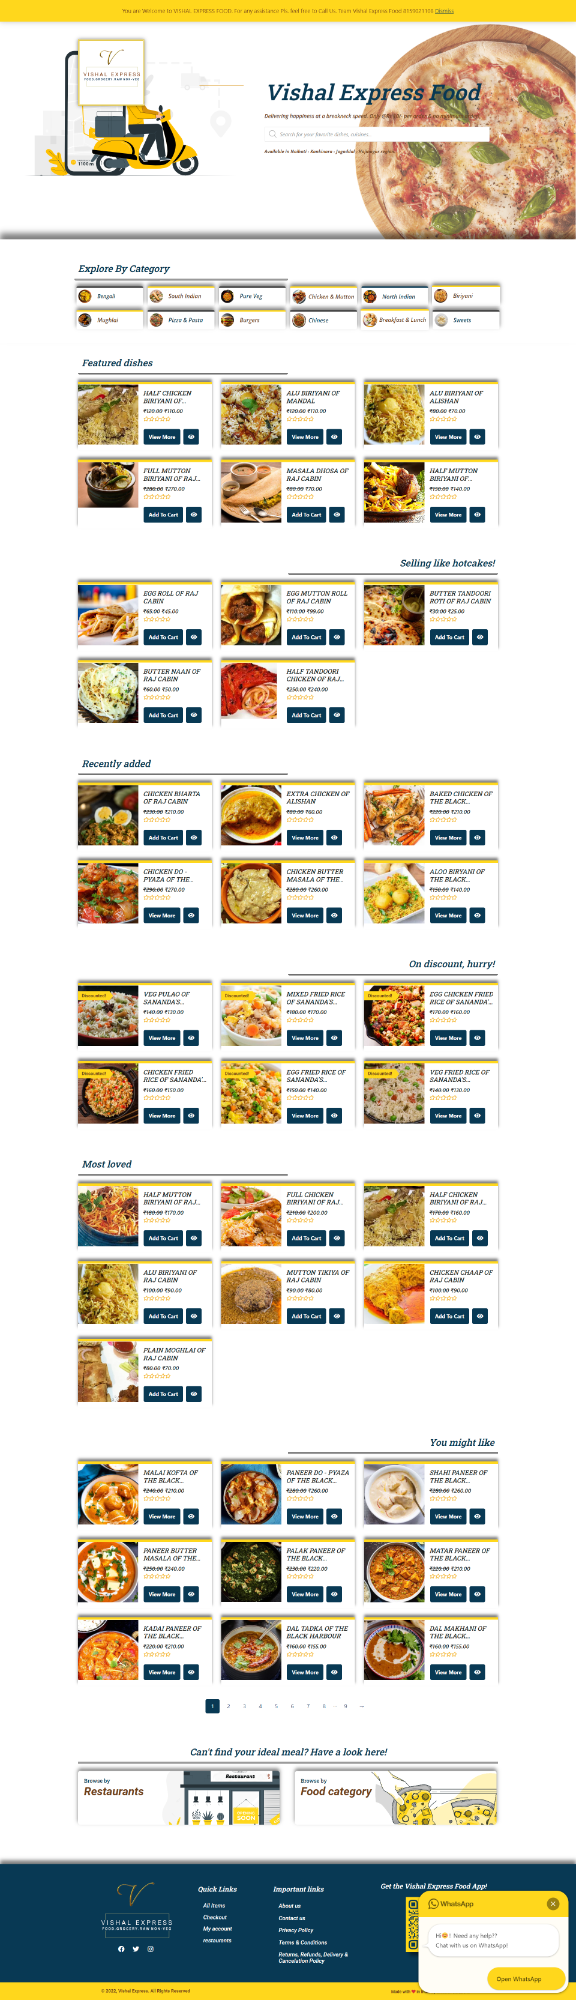 You are Welcome to VISHAL EXPRESS FOOD. For any assistance Pls. feel free to Call Us. Team Vishal Express Food Dismiss
VISHAL EXPRESS
Vishal Express Food
Delivering happiness at a breakneck speed.
Search for your favorite dishes, cuisines
Available in Naihati - Kankinara - Jagaddal
Explore By Category
Bengali
South Indian
Pure Veg
Chicken & Mutton
North Indian
Biriyani
Mughlai
Pizza & Pasta
Burgers
Chinese
Breakfast & Lunch
Sweets
Featured dishes
HALF CHICKEN BIRIYANI OF...
₹120.00 ₹110.00
View More
ALU BIRIYANI OF MANDAL
₹120.00 ₹110.00
View More
ALU BIRIYANI OF ALISHAN
₹80.00 ₹70.00
View More
FULL MUTTON BIRIYANI OF RAJ...
₹280.00 ₹270.00
Add To Cart
MASALA DHOSA OF RAJ CABIN
₹80.00 ₹70.00
Add To Cart
HALF MUTTON BIRIYANI OF...
₹150.00 ₹140.00
View More
Selling like hotcakes!
EGG ROLL OF RAJ CABIN
₹65.00 ₹45.00
Add To Cart
EGG MUTTON ROLL OF RAJ CABIN
₹110.00 ₹99.00
Add To Cart
BUTTER TANDOORI ROTI OF RAJ CABIN
₹30.00 ₹25.00
Add To Cart
BUTTER NAAN OF RAJ CABIN
₹60.00 ₹50.00
Add To Cart
HALF TANDOORI CHICKEN OF RAJ...
₹250.00 ₹240.00
Add To Cart
Recently added
CHICKEN BHARTA OF RAJ CABIN
₹230.00 ₹210.00
Add To Cart
EXTRA CHICKEN OF ALISHAN
₹80.00 ₹60.00
View More
BAKED CHICKEN OF THE BLACK...
₹220.00 ₹210.00
View More
CHICKEN DO - PYAZA OF THE...
₹290.00 ₹270.00
View More
CHICKEN BUTTER MASALA OF THE...
₹280.00 ₹260.00
View More
ALOO BIRYANI OF THE BLACK...
₹150.00 ₹140.00
View More
On discount, hurry!
Discounted!
VEG PULAO OF SANANDA'S...
₹140.00 ₹130.00
View More
Discounted!
MIXED FRIED RICE OF SANANDA'S...
₹180.00 ₹170.00
View More
Discounted!
EGG CHICKEN FRIED RICE OF SANANDA'...
₹170.00 ₹160.00
View More
Discounted!
CHICKEN FRIED RICE OF SANANDA'...
₹160.00 ₹150.00
View More
Discounted!
EGG FRIED RICE OF SANANDA'S...
₹150.00 ₹140.00
View More
Discounted!
VEG FRIED RICE OF SANANDA'S...
₹140.00 ₹130.00
View More
Most loved
HALF MUTTON BIRIYANI OF RAJ...
₹180.00 ₹170.00
Add To Cart
FULL CHICKEN BIRIYANI OF RAJ...
₹210.00 ₹200.00
Add To Cart
HALF CHICKEN BIRIYANI OF RAJ...
₹170.00 ₹160.00
Add To Cart
ALU BIRIYANI OF RAJ CABIN
₹100.00 ₹90.00
Add To Cart
MUTTON TIKIYA OF RAJ CABIN
₹90.00 ₹80.00
Add To Cart
CHICKEN CHAAP OF RAJ CABIN
₹100.00 ₹90.00
Add To Cart
PLAIN MOGHLAI OF RAJ CABIN
₹80.00 ₹70.00
Add To Cart
You might like
MALAI KOFTA OF THE BLACK...
₹240.00 ₹210.00
View More
PANEER DO - PYAZA OF THE BLACK...
₹280.00 ₹260.00
View More
SHAHI PANEER OF THE BLACK...
₹280.00 ₹260.00
View More
PANEER BUTTER MASALA OF THE...
₹250.00 ₹240.00
View More
PALAK PANEER OF THE BLACK...
₹230.00 ₹220.00
View More
MATAR PANEER OF THE BLACK...
₹220.00 ₹210.00
View More
KADAI PANEER OF THE BLACK...
₹220.00 ₹210.00
View More
DAL TADKA OF THE BLACK HARBOUR
₹160.00 ₹155.00
View More
DAL MAKHANI OF THE BLACK...
₹160.00 ₹155.00
View More
1 2 3 4 5 6 7 8 … 9 →
Can't find your ideal meal? Have a look here!
Browse by
Restaurants
Restaurant
SOON
Browse by
Food category
VISHAL EXPRESS
Quick Links
All Items
Checkout
My account
restaurants
Important links
About us
Contact us
Privacy Policy
Terms & Conditions
Returns, Refunds, Delivery & Cancelation Policy
Get the Vishal Express Food App!
WhatsApp
Hi! Need any help??
Chat with us on WhatsApp!
Open WhatsApp
© 2022, Vishal Express. All Rights Reserved
Made with